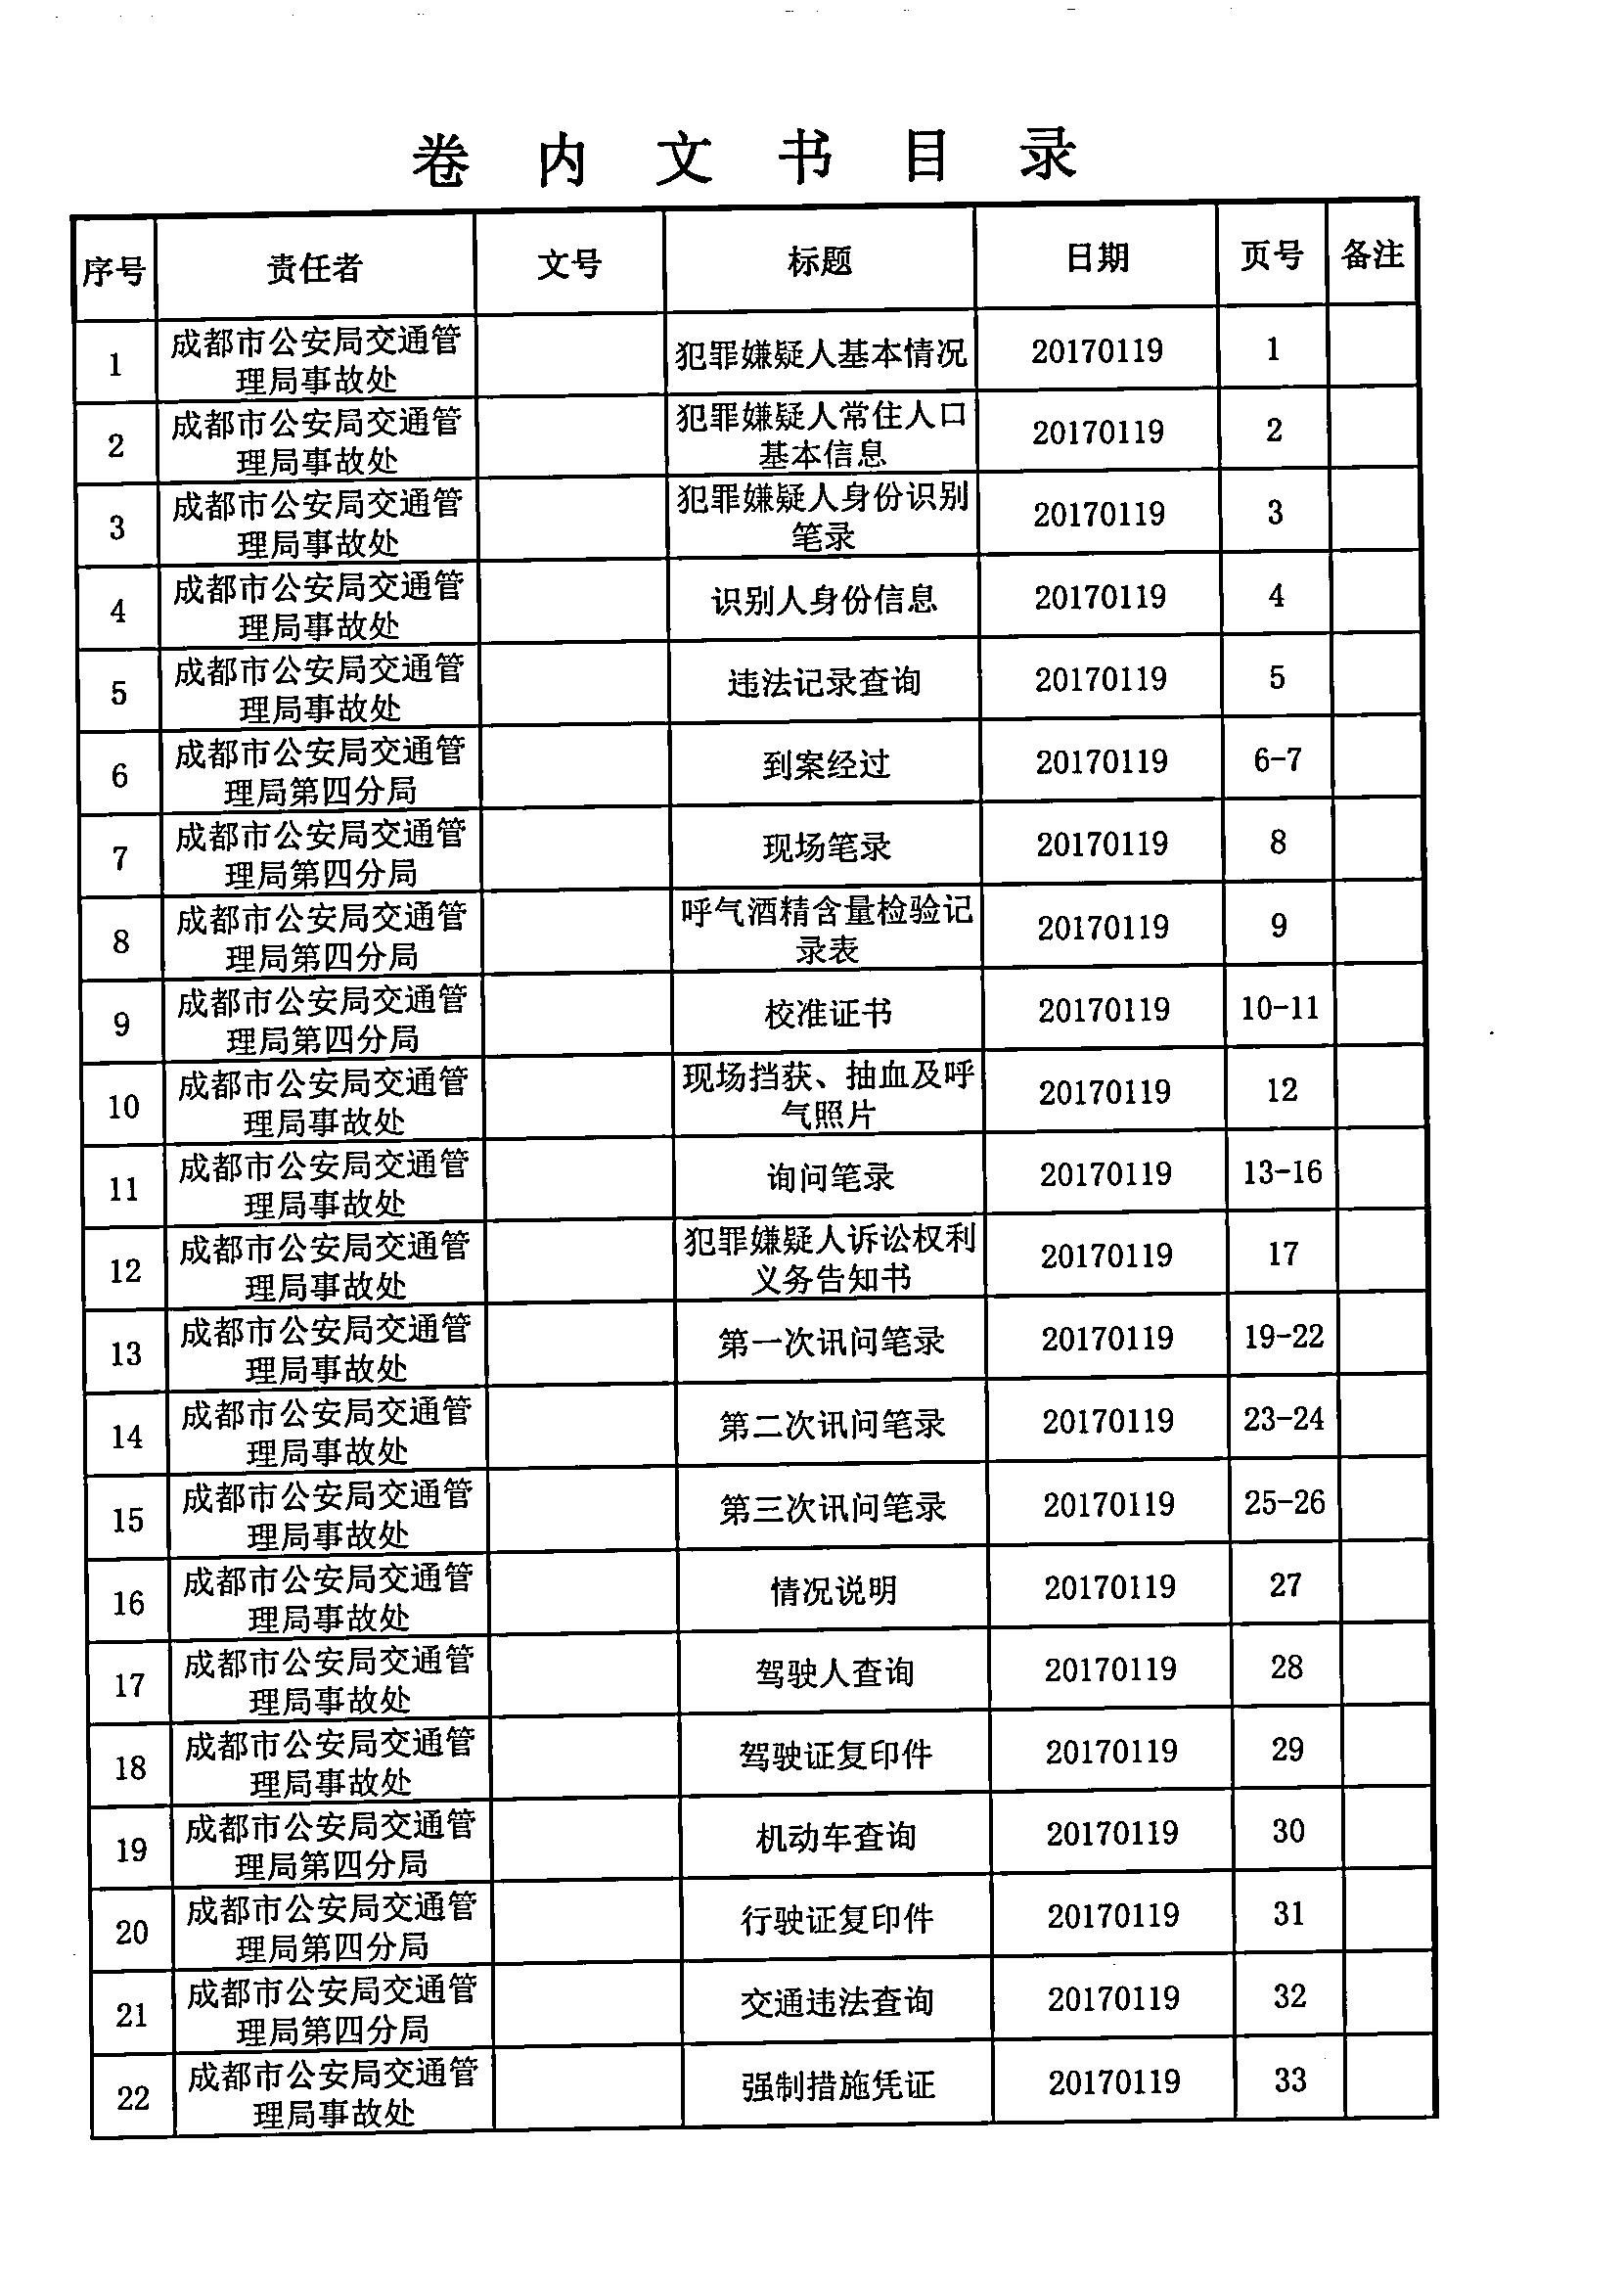 卷内文书目录
序号 责任者 文号 标题 日期 页号 备注
1 成都市公安局交通管理局事故处 犯罪嫌疑人基本情况 20170119 1
2 成都市公安局交通管理局事故处 犯罪嫌疑人常住人口基本信息 20170119 2
3 成都市公安局交通管理局事故处 犯罪嫌疑人身份识别笔录 20170119 3
4 成都市公安局交通管理局事故处 识别人身份信息 20170119 4
5 成都市公安局交通管理局事故处 违法记录查询 20170119 5
6 成都市公安局交通管理局第四分局 到案经过 20170119 6-7
7 成都市公安局交通管理局第四分局 现场笔录 20170119 8
8 成都市公安局交通管理局第四分局 呼气酒精含量检验记录表 20170119 9
9 成都市公安局交通管理局第四分局 校准证书 20170119 10-11
10 成都市公安局交通管理局事故处 现场挡获、抽血及呼气照片 20170119 12
11 成都市公安局交通管理局事故处 询问笔录 20170119 13-16
12 成都市公安局交通管理局事故处 犯罪嫌疑人诉讼权利义务告知书 20170119 17
13 成都市公安局交通管理局事故处 第一次讯问笔录 20170119 19-22
14 成都市公安局交通管理局事故处 第二次讯问笔录 20170119 23-24
15 成都市公安局交通管理局事故处 第三次讯问笔录 20170119 25-26
16 成都市公安局交通管理局事故处 情况说明 20170119 27
17 成都市公安局交通管理局事故处 驾驶人查询 20170119 28
18 成都市公安局交通管理局事故处 驾驶证复印件 20170119 29
19 成都市公安局交通管理局第四分局 机动车查询 20170119 30
20 成都市公安局交通管理局第四分局 行驶证复印件 20170119 31
21 成都市公安局交通管理局第四分局 交通违法查询 20170119 32
22 成都市公安局交通管理局事故处 强制措施凭证 20170119 33